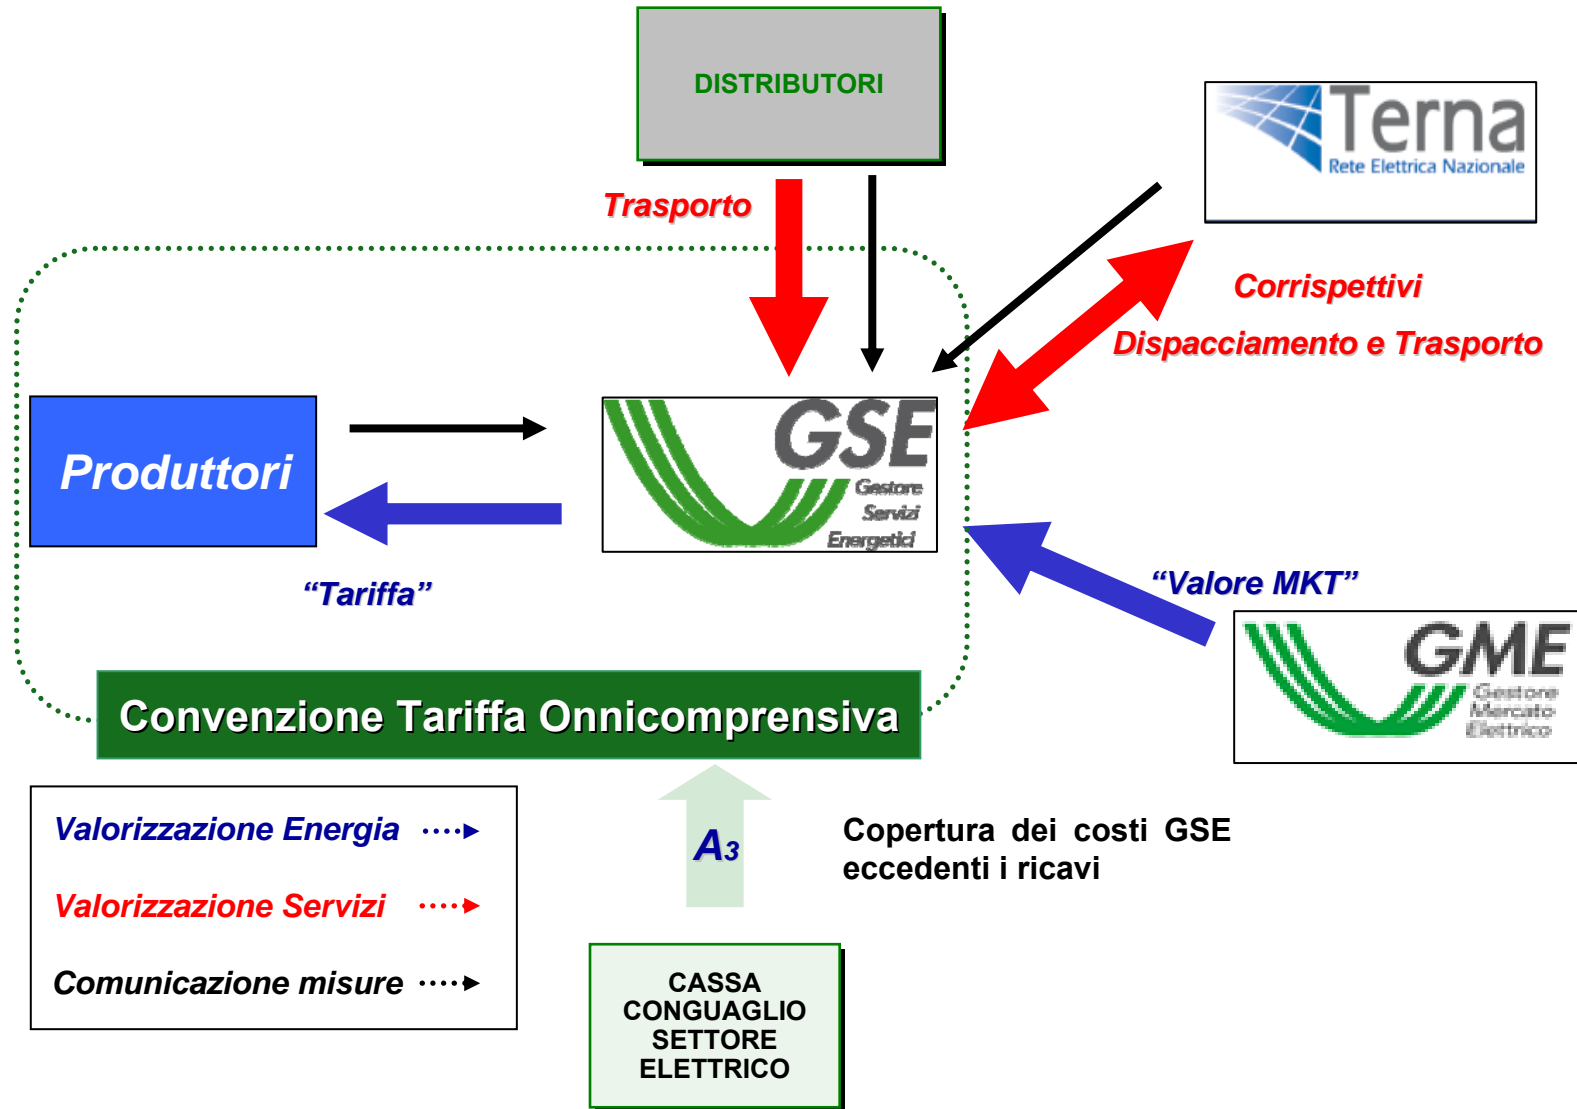 DISTRIBUTORI
Terna
Rete Elettrica Nazionale
Trasporto
Corrispettivi
Dispacciamento e Trasporto
Produttori
GSE
Gestore
Servizi
Energetici
“Tariffa”
“Valore MKT”
GME
Gestore
Mercato
Elettrico
Convenzione Tariffa Onnicomprensiva
Valorizzazione Energia
Valorizzazione Servizi
Comunicazione misure
A3
Copertura dei costi GSE
eccedenti i ricavi
CASSA
CONGUAGLIO
SETTORE
ELETTRICO